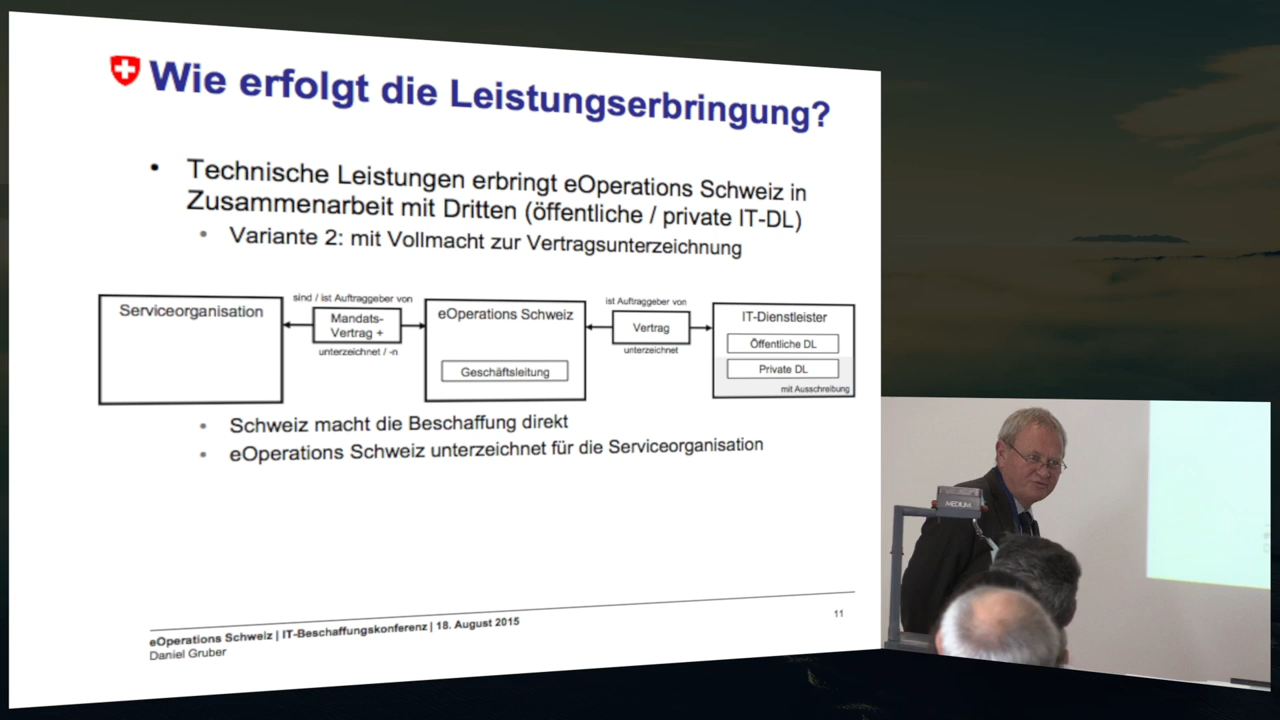 Wie erfolgt die Leistungserbringung?
• Technische Leistungen erbringt eOperations Schweiz in
Zusammenarbeit mit Dritten (öffentliche / private IT-DL)
• Variante 2: mit Vollmacht zur Vertragsunterzeichnung
Serviceorganisation
sind / ist Auftraggeber von
Mandats-
Vertrag +
unterzeichnet / -n
eOperations Schweiz
Geschäftsleitung
ist Auftraggeber von
Vertrag
unterzeichnet
IT-Dienstleister
Öffentliche DL
Private DL
mit Ausschreibung
• Schweiz macht die Beschaffung direkt
• eOperations Schweiz unterzeichnet für die Serviceorganisation
eOperations Schweiz | IT-Beschaffungskonferenz | 18. August 2015
Daniel Gruber
11
MEDIUM